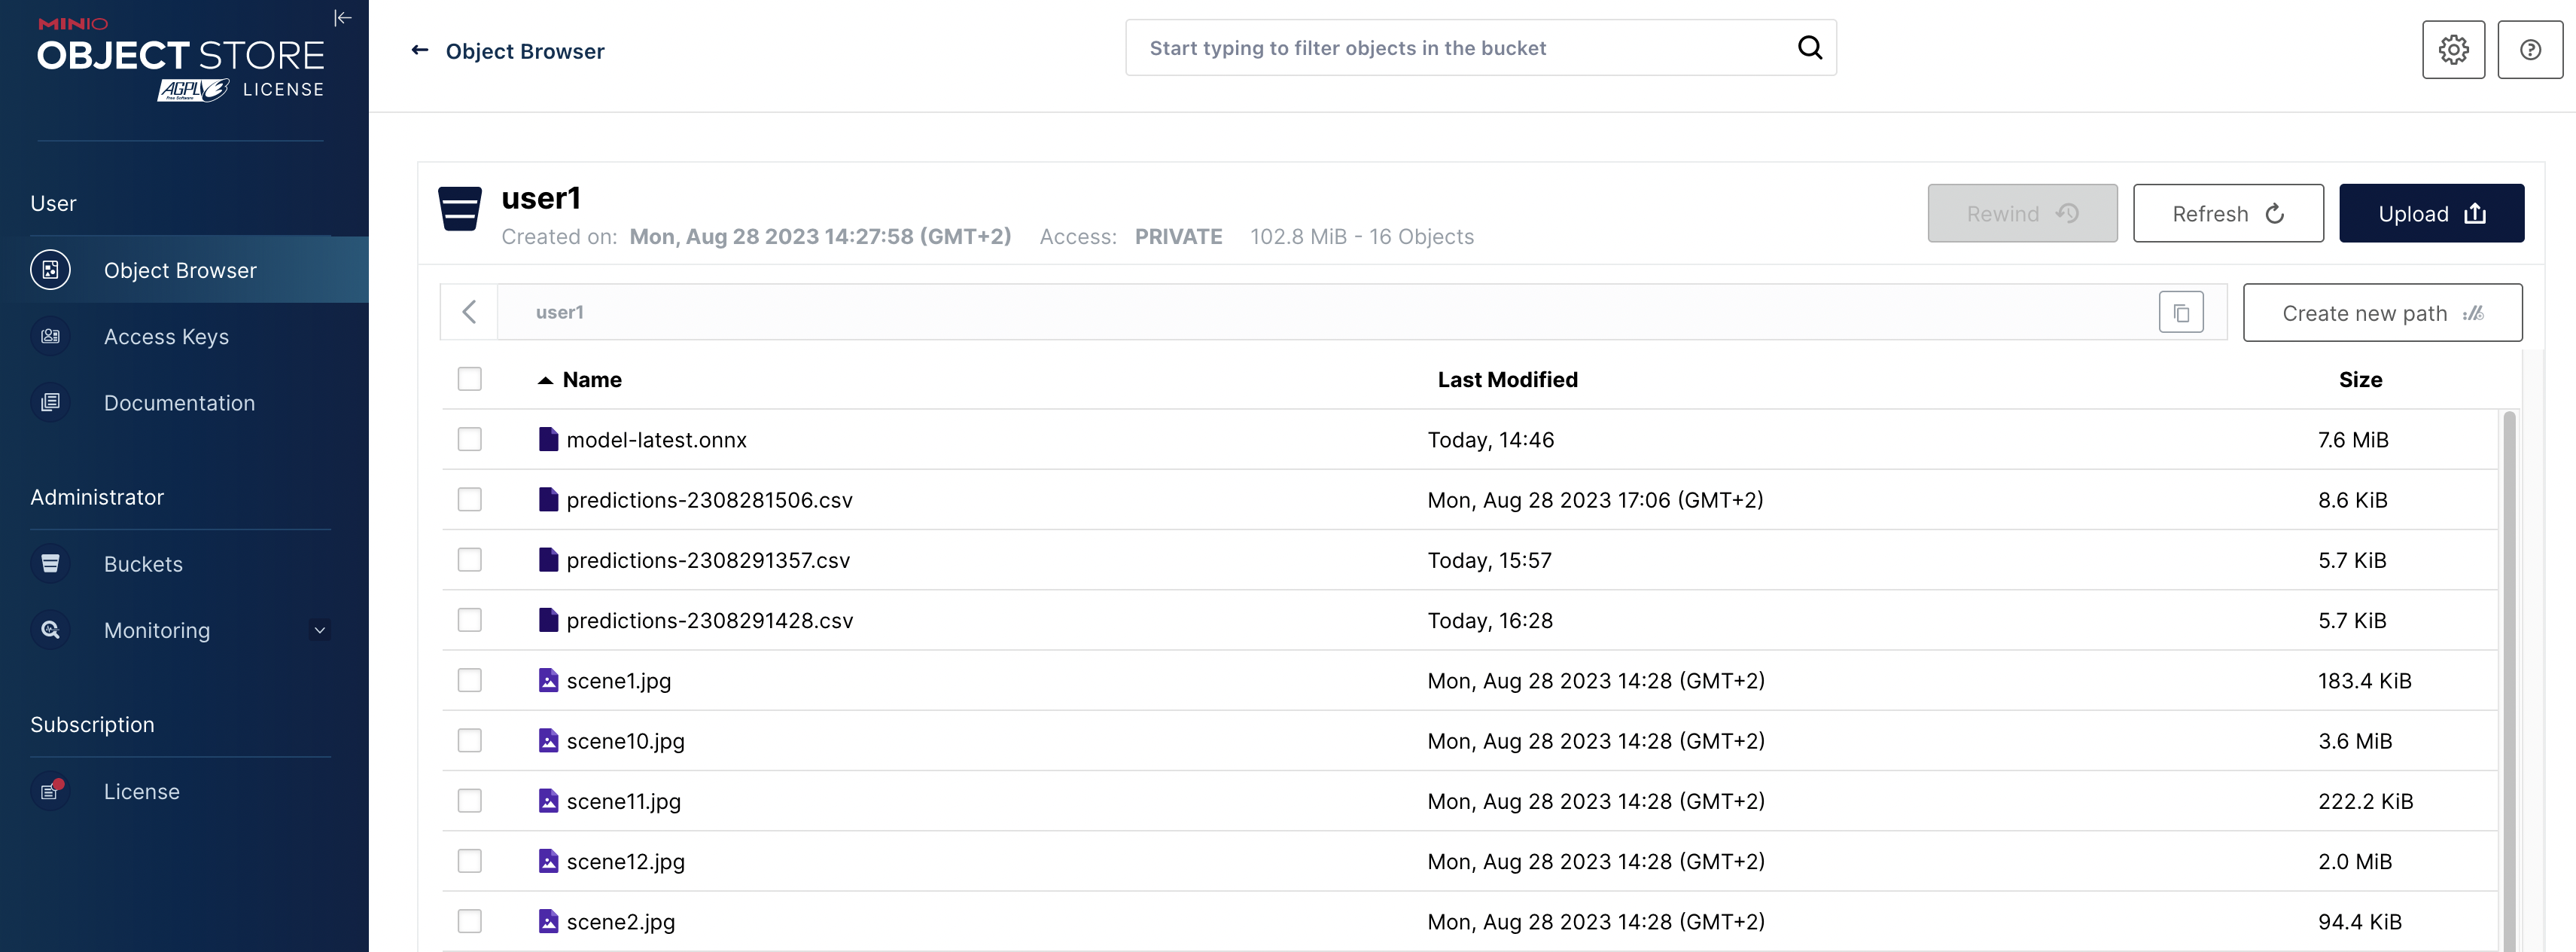 MINIO
OBJECT STORE
AGPLv3 Free Software LICENSE
User
Object Browser
Access Keys
Documentation
Administrator
Buckets
Monitoring
Subscription
License
Object Browser
Start typing to filter objects in the bucket
user1
Created on: Mon, Aug 28 2023 14:27:58 (GMT+2) Access: PRIVATE 102.8 MiB - 16 Objects
Rewind Refresh Upload
user1
Create new path
Name Last Modified Size
model-latest.onnx Today, 14:46 7.6 MiB
predictions-2308281506.csv Mon, Aug 28 2023 17:06 (GMT+2) 8.6 KiB
predictions-2308291357.csv Today, 15:57 5.7 KiB
predictions-2308291428.csv Today, 16:28 5.7 KiB
scene1.jpg Mon, Aug 28 2023 14:28 (GMT+2) 183.4 KiB
scene10.jpg Mon, Aug 28 2023 14:28 (GMT+2) 3.6 MiB
scene11.jpg Mon, Aug 28 2023 14:28 (GMT+2) 222.2 KiB
scene12.jpg Mon, Aug 28 2023 14:28 (GMT+2) 2.0 MiB
scene2.jpg Mon, Aug 28 2023 14:28 (GMT+2) 94.4 KiB